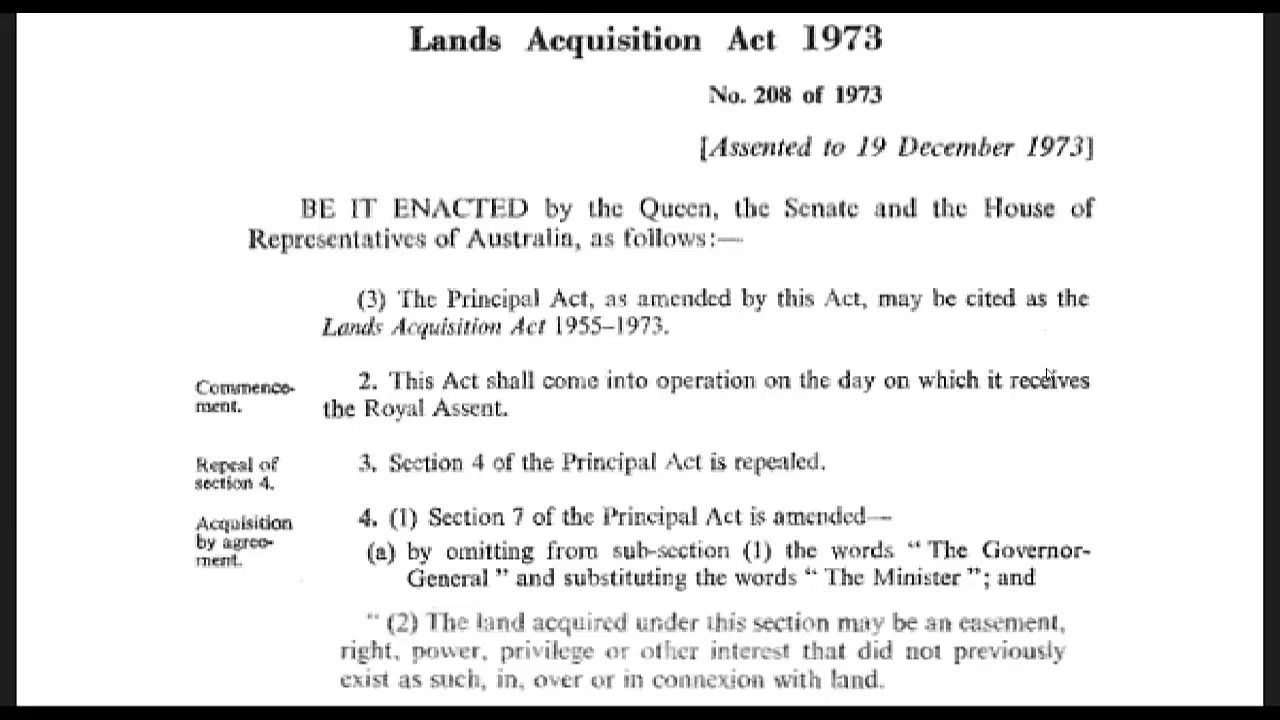 Lands Acquisition Act 1973
No. 208 of 1973
[Assented to 19 December 1973]
BE IT ENACTED by the Queen, the Senate and the House of
Representatives of Australia, as follows:—
(3) The Principal Act, as amended by this Act, may be cited as the
Lands Acquisition Act 1955–1973.
Commence-
ment.
2. This Act shall come into operation on the day on which it receives
the Royal Assent.
Repeal of
section 4.
3. Section 4 of the Principal Act is repealed.
Acquisition
by agree-
ment.
4. (1) Section 7 of the Principal Act is amended—
(a) by omitting from sub-section (1) the words “ The Governor-
General ” and substituting the words “ The Minister ”; and
“ (2) The land acquired under this section may be an easement,
right, power, privilege or other interest that did not previously
exist as such, in, over or in connexion with land.